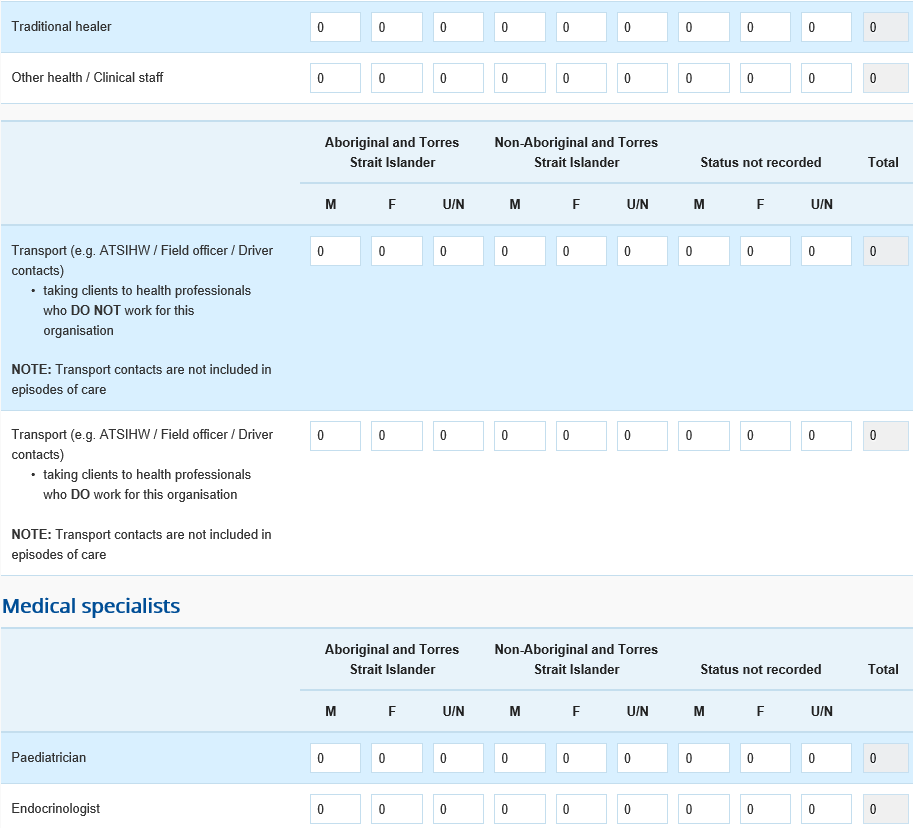 Traditional healer 0 0 0 0 0 0 0 0 0 0
Other health / Clinical staff 0 0 0 0 0 0 0 0 0 0
Aboriginal and Torres Non-Aboriginal and Torres
Strait Islander Strait Islander Status not recorded Total
M F U/N M F U/N M F U/N
Transport (e.g. ATSIHW / Field officer / Driver 0 0 0 0 0 0 0 0 0 0
contacts)
• taking clients to health professionals
who DO NOT work for this
organisation
NOTE: Transport contacts are not included in
episodes of care
Transport (e.g. ATSIHW / Field officer / Driver 0 0 0 0 0 0 0 0 0 0
contacts)
• taking clients to health professionals
who DO work for this organisation
NOTE: Transport contacts are not included in
episodes of care
Medical specialists
Aboriginal and Torres Non-Aboriginal and Torres
Strait Islander Strait Islander Status not recorded Total
M F U/N M F U/N M F U/N
Paediatrician 0 0 0 0 0 0 0 0 0 0
Endocrinologist 0 0 0 0 0 0 0 0 0 0